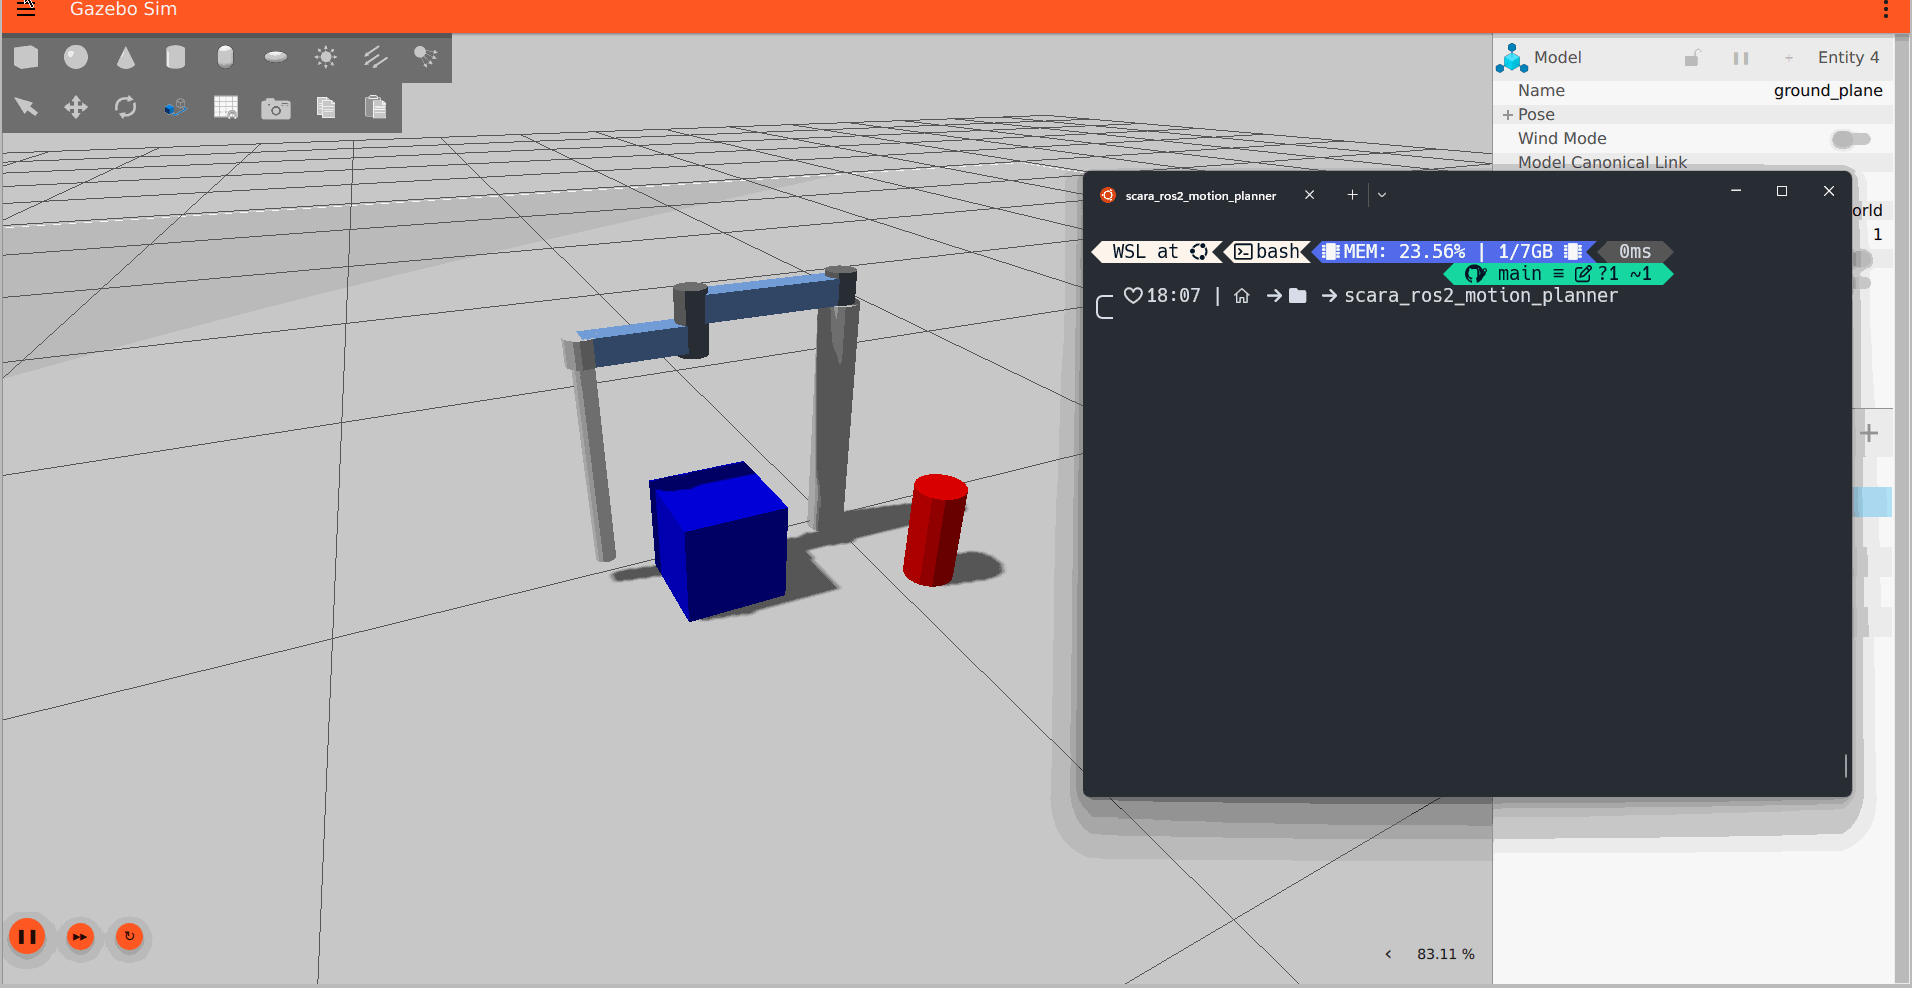 Gazebo Sim
Model Entity 4
Name ground_plane
Pose
Wind Mode
Model Canonical Link
orld
1
scara_ros2_motion_planner
WSL at bash MEM: 23.56% | 1/7GB 0ms
main ≡ ?1 ~1
18:07 | → → scara_ros2_motion_planner
83.11 %